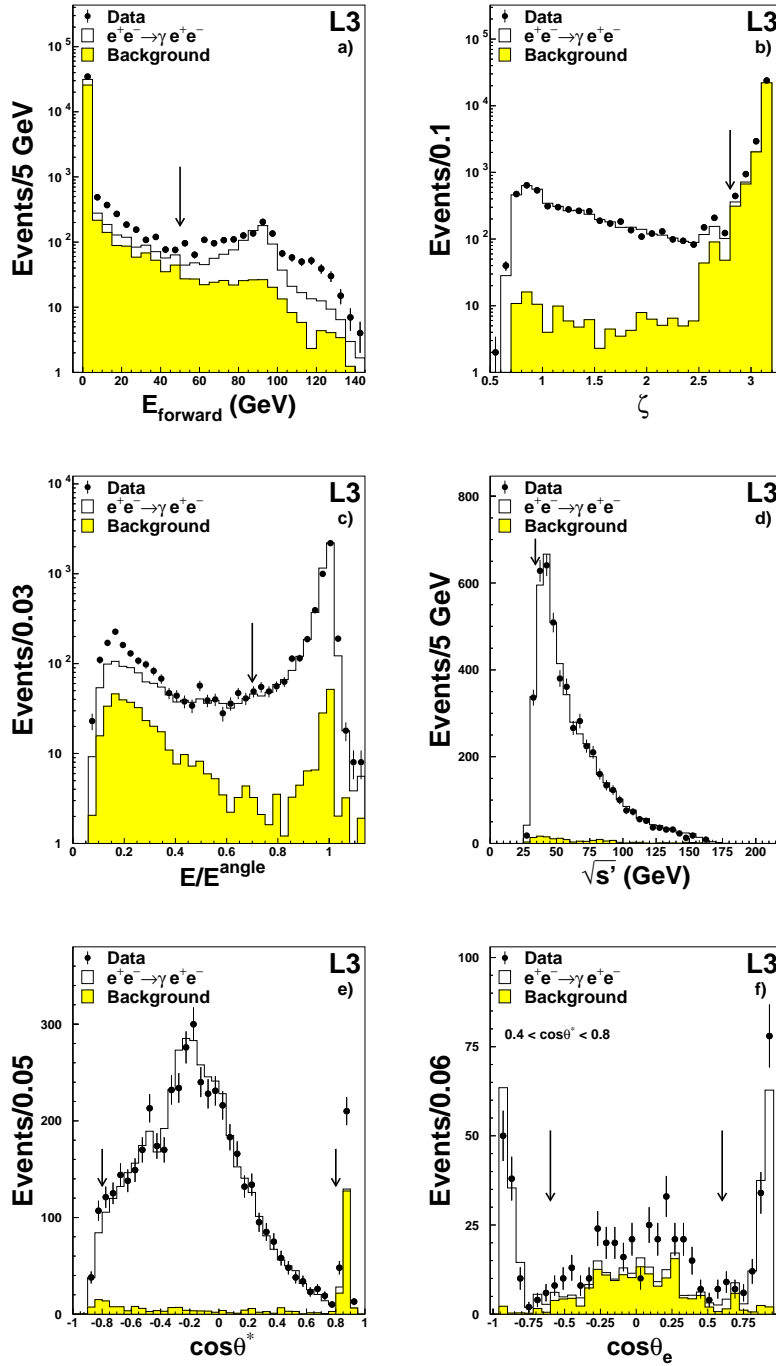 Data L3
e⁺e⁻→γ e⁺e⁻ a)
Background
10⁵
10⁴
10³
10²
10
1
Events/5 GeV
0 20 40 60 80 100 120 140
E_forward (GeV)
Data L3
e⁺e⁻→γ e⁺e⁻ b)
Background
10⁵
10⁴
10³
10²
10
1
Events/0.1
0.5 1 1.5 2 2.5 3
ζ
Data L3
e⁺e⁻→γ e⁺e⁻ c)
Background
10⁴
10³
10²
10
1
Events/0.03
0 0.2 0.4 0.6 0.8 1
E/E^angle
Data L3
e⁺e⁻→γ e⁺e⁻ d)
Background
800
600
400
200
0
Events/5 GeV
0 25 50 75 100 125 150 175 200
√s’ (GeV)
Data L3
e⁺e⁻→γ e⁺e⁻ e)
Background
300
200
100
0
Events/0.05
-1 -0.8 -0.6 -0.4 -0.2 0 0.2 0.4 0.6 0.8 1
cosθ*
Data L3
e⁺e⁻→γ e⁺e⁻ f)
Background
0.4 < cosθ* < 0.8
100
75
50
25
0
Events/0.06
-1 -0.75 -0.5 -0.25 0 0.25 0.5 0.75
cosθ_e